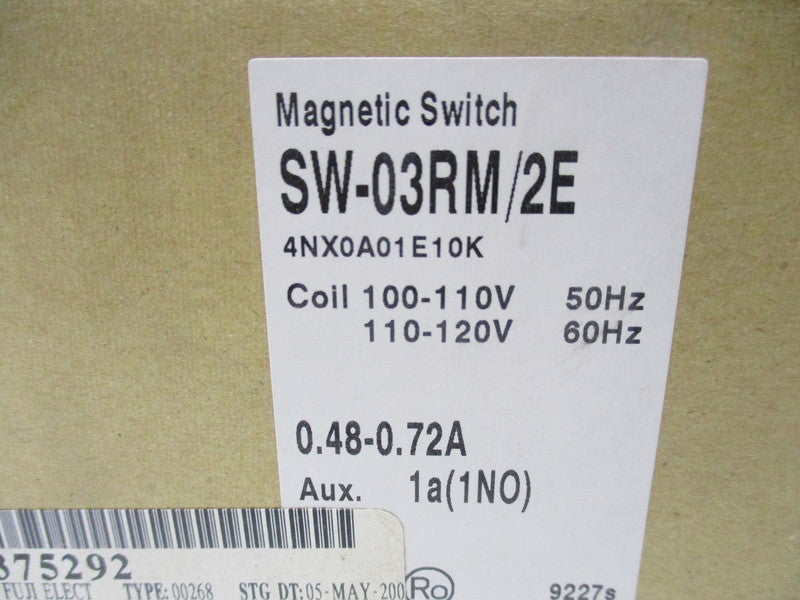 Magnetic Switch
SW-03RM/2E
4NX0A01E10K
Coil 100-110V 50Hz
110-120V 60Hz
0.48-0.72A
Aux. 1a(1NO)
375292
FUJI ELECT TYPE:00268 STG DT:05-MAY-200
Ro 9227s